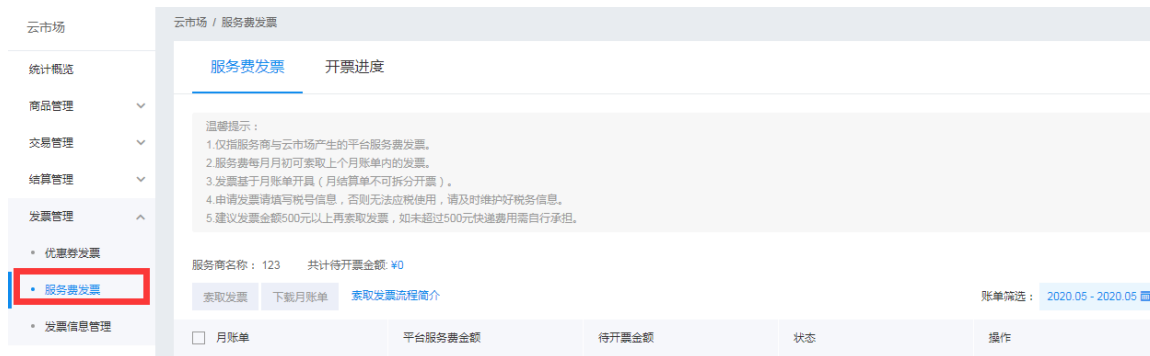 云市场
统计概览
商品管理
交易管理
结算管理
发票管理
• 优惠券发票
• 服务费发票
• 发票信息管理
云市场 / 服务费发票
服务费发票 开票进度
温馨提示：
1.仅指服务商与云市场产生的平台服务费发票。
2.服务费每月月初可索取上个月账单内的发票。
3.发票基于月账单开具（月结算单不可拆分开票）。
4.申请发票请填写税号信息，否则无法应税使用，请及时维护好税务信息。
5.建议发票金额500元以上再索取发票，如未超过500元快递费用需自行承担。
服务商名称： 123 共计待开票金额: ¥0
索取发票 下载月账单 索取发票流程简介 账单筛选： 2020.05 - 2020.05
月账单 平台服务费金额 待开票金额 状态 操作